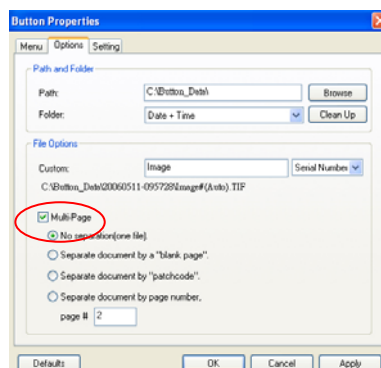 Button Properties
Menu Options Setting
Path and Folder
Path: C:\Button_Data\ Browse
Folder: Date + Time Clean Up
File Options
Custom: Image Serial Number
C:\Button_Data\20060511-095728\Image#(Auto).TIF
Multi-Page
No separation(one file).
Separate document by a "blank page".
Separate document by "patchcode".
Separate document by page number,
page # 2
Defaults OK Cancel Apply